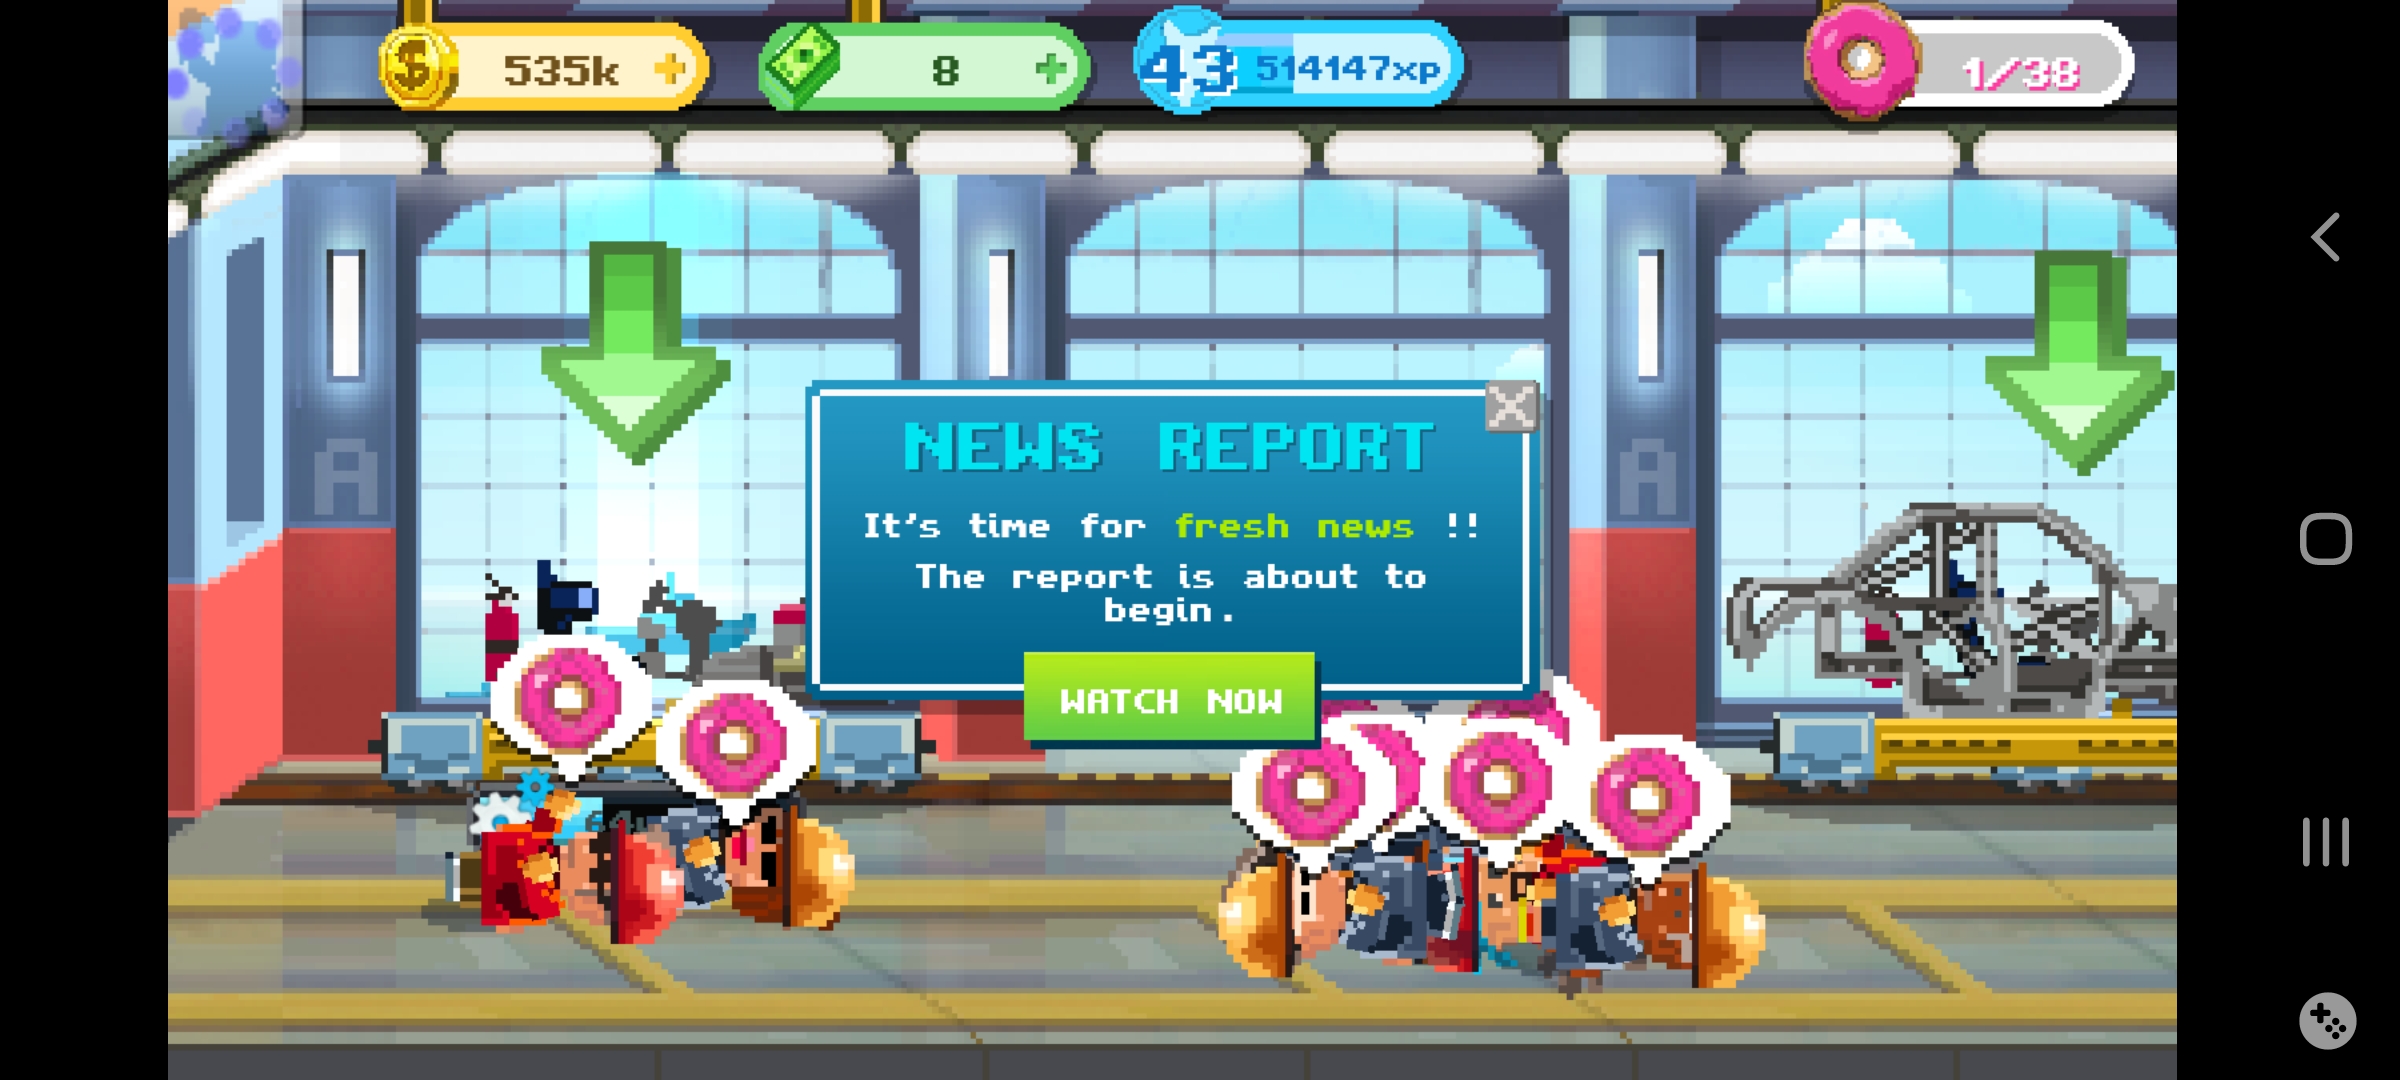 535k
8
43 514147xp
1/38
A
A
NEWS REPORT
It's time for fresh news !!
The report is about to
begin.
WATCH NOW